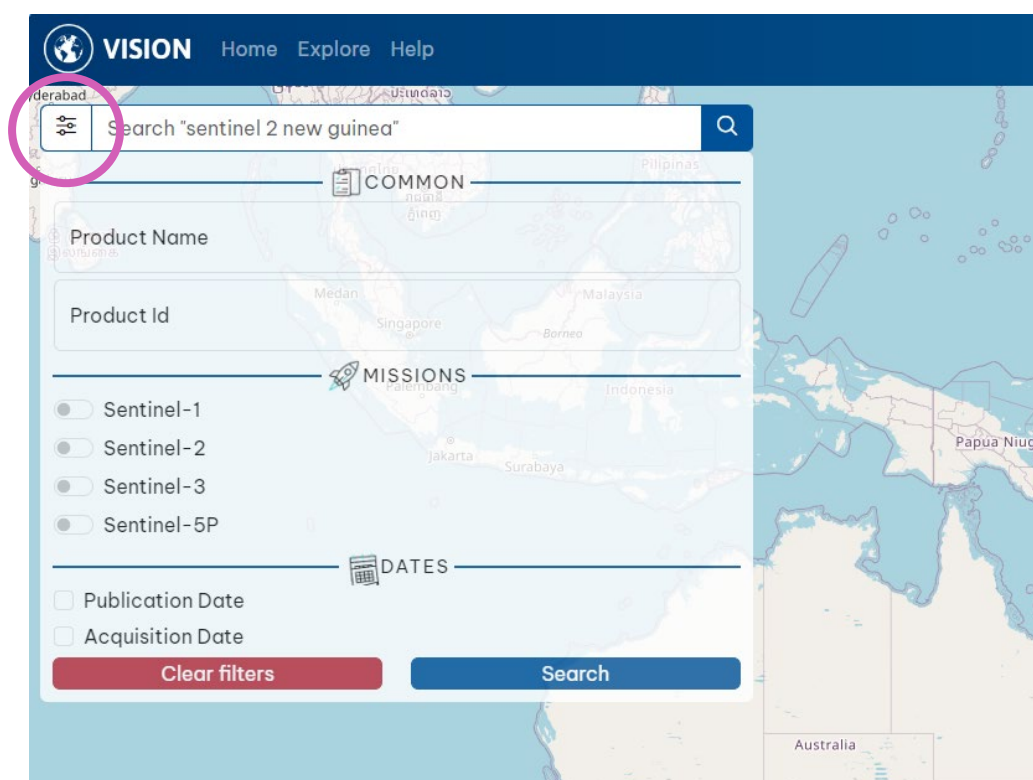 VISION Home Explore Help
Search "sentinel 2 new guinea"
Pilipinas
COMMON
Product Name
Product Id
Medan
Malaysia
Singapore
Borneo
MISSIONS
Palembang
Indonesia
Sentinel-1
Sentinel-2
Papua Niug
Jakarta
Surabaya
Sentinel-3
Sentinel-5P
DATES
Publication Date
Acquisition Date
Clear filters
Search
Australia